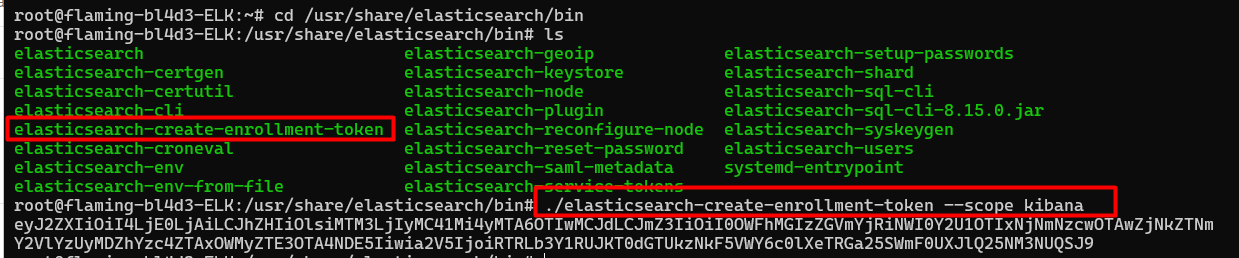 root@flaming-bl4d3-ELK:~# cd /usr/share/elasticsearch/bin
root@flaming-bl4d3-ELK:/usr/share/elasticsearch/bin# ls
elasticsearch elasticsearch-geoip elasticsearch-setup-passwords
elasticsearch-certgen elasticsearch-keystore elasticsearch-shard
elasticsearch-certutil elasticsearch-node elasticsearch-sql-cli
elasticsearch-cli elasticsearch-plugin elasticsearch-sql-cli-8.15.0.jar
elasticsearch-create-enrollment-token elasticsearch-reconfigure-node elasticsearch-syskeygen
elasticsearch-croneval elasticsearch-reset-password elasticsearch-users
elasticsearch-env elasticsearch-saml-metadata systemd-entrypoint
elasticsearch-env-from-file elasticsearch-service-tokens
root@flaming-bl4d3-ELK:/usr/share/elasticsearch/bin# ./elasticsearch-create-enrollment-token --scope kibana